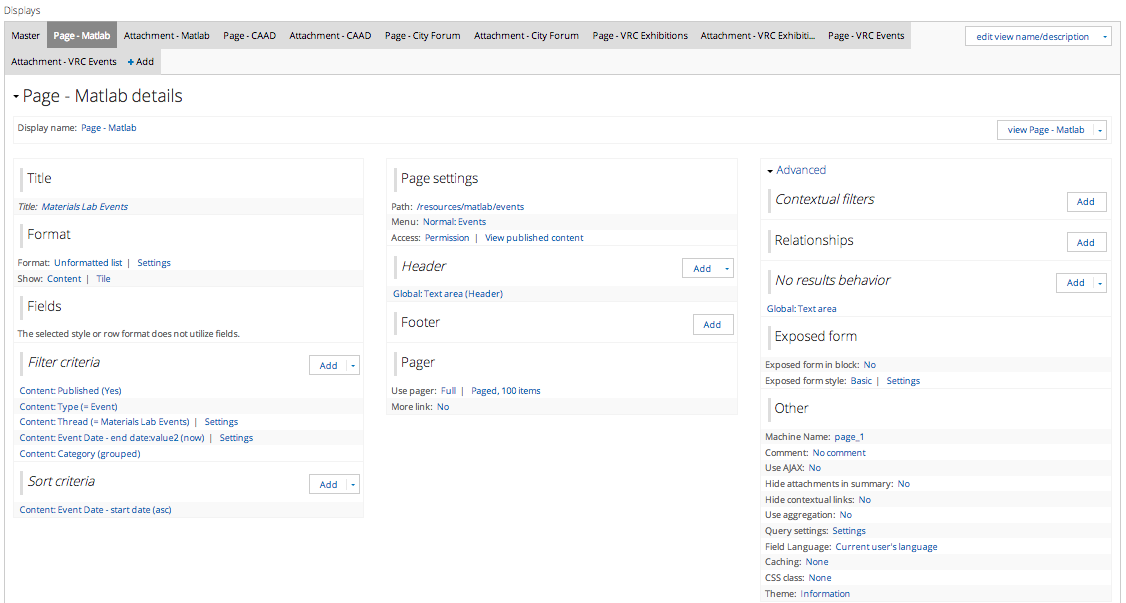 Displays
Master Page - Matlab Attachment - Matlab Page - CAAD Attachment - CAAD Page - City Forum Attachment - City Forum Page - VRC Exhibitions Attachment - VRC Exhibiti... Page - VRC Events
edit view name/description
Attachment - VRC Events + Add
Page - Matlab details
Display name: Page - Matlab
view Page - Matlab
Title
Title: Materials Lab Events
Format
Format: Unformatted list | Settings
Show: Content | Tile
Fields
The selected style or row format does not utilize fields.
Filter criteria
Add
Content: Published (Yes)
Content: Type (= Event)
Content: Thread (= Materials Lab Events) | Settings
Content: Event Date - end date:value2 (now) | Settings
Content: Category (grouped)
Sort criteria
Add
Content: Event Date - start date (asc)
Page settings
Path: /resources/matlab/events
Menu: Normal: Events
Access: Permission | View published content
Header
Add
Global: Text area (Header)
Footer
Add
Pager
Use pager: Full | Paged, 100 items
More link: No
Advanced
Contextual filters
Add
Relationships
Add
No results behavior
Add
Global: Text area
Exposed form
Exposed form in block: No
Exposed form style: Basic | Settings
Other
Machine Name: page_1
Comment: No comment
Use AJAX: No
Hide attachments in summary: No
Hide contextual links: No
Use aggregation: No
Query settings: Settings
Field Language: Current user's language
Caching: None
CSS class: None
Theme: Information